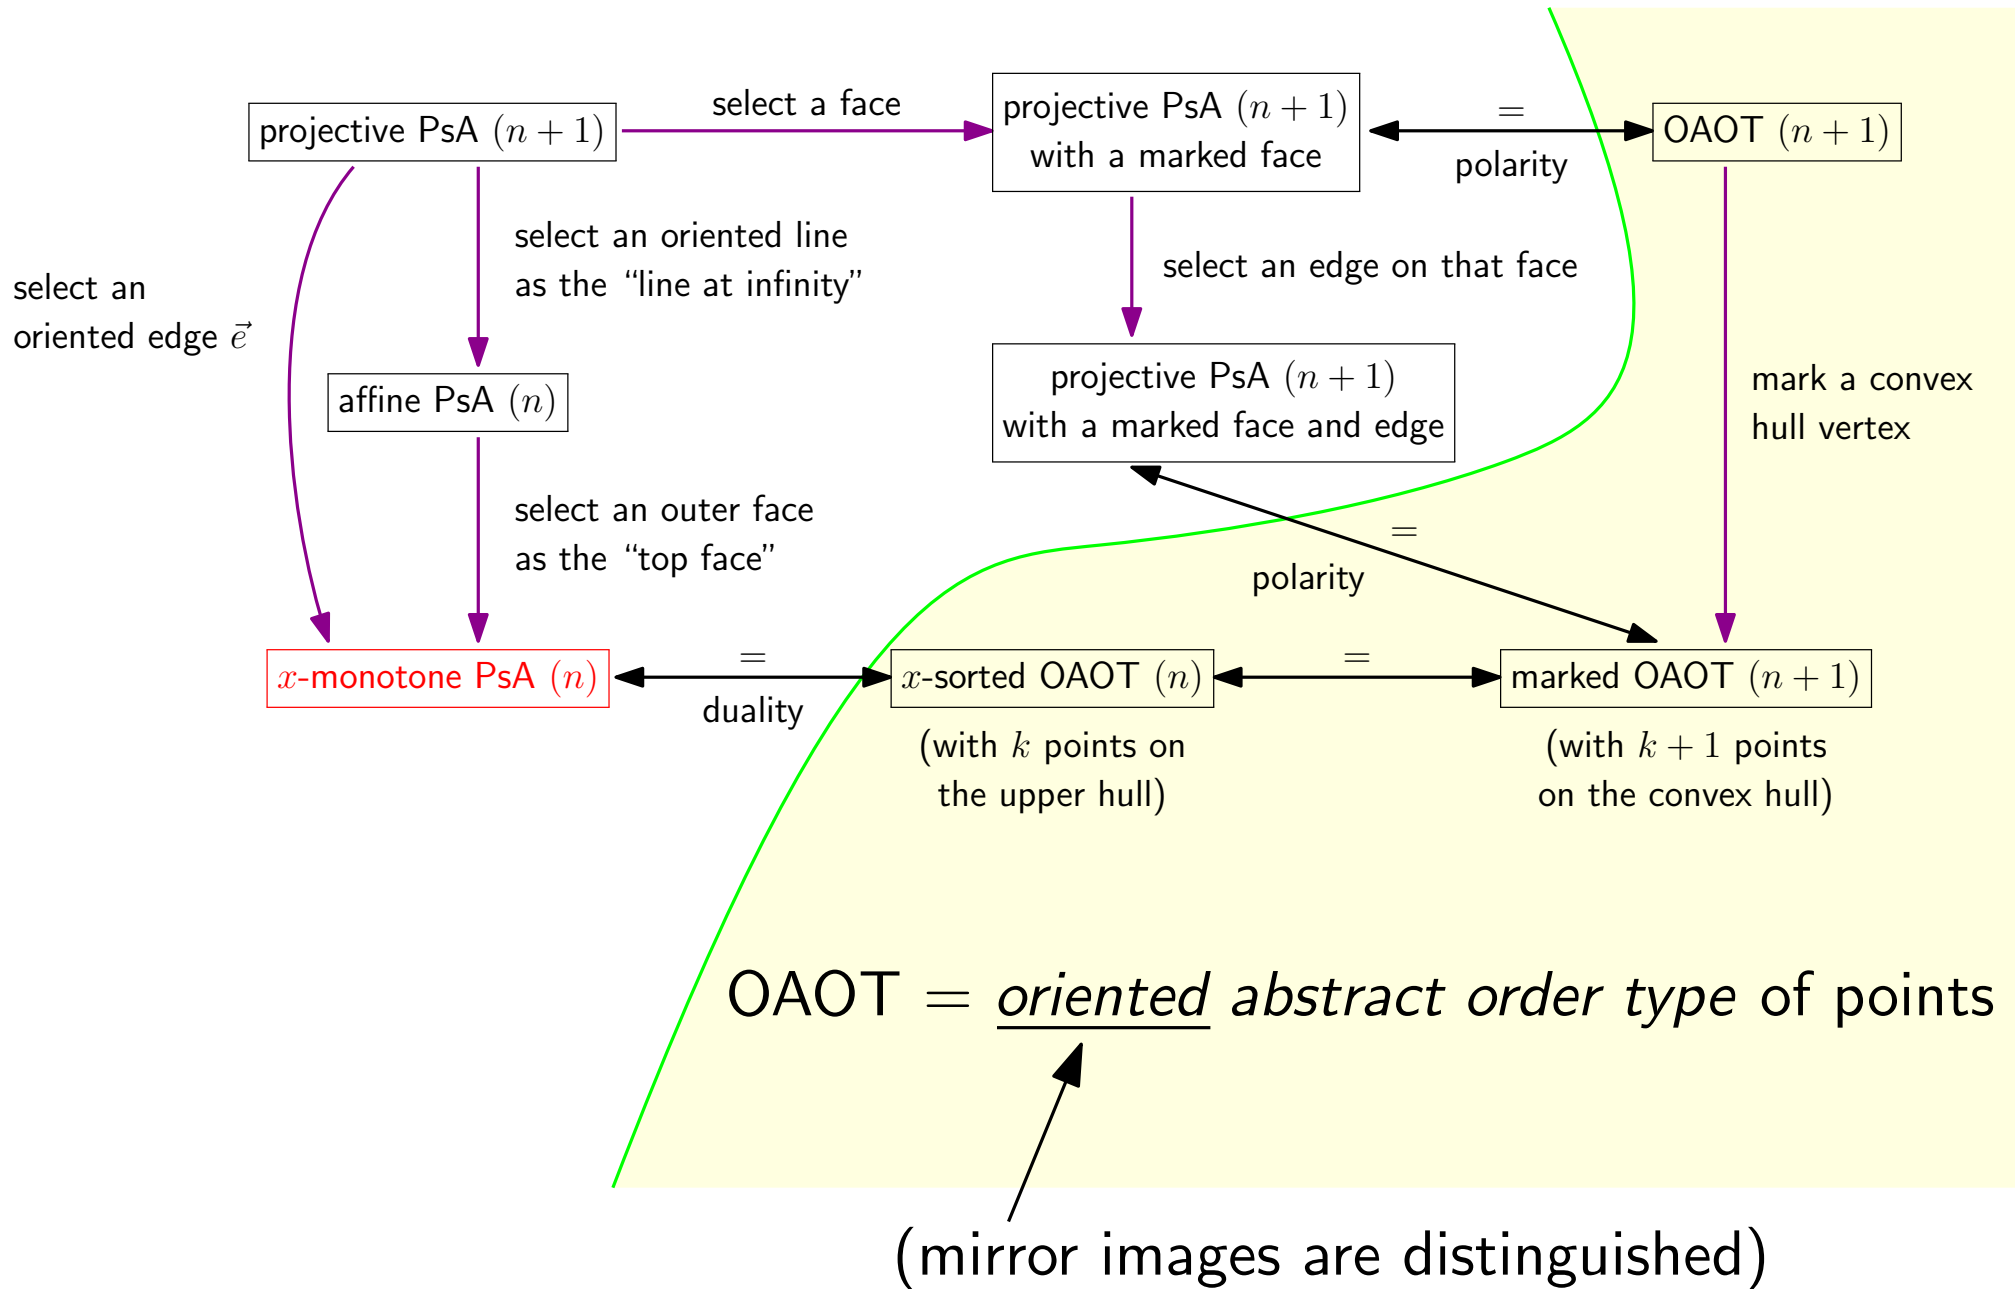 select a face
projective PsA (n + 1)
projective PsA (n + 1)
with a marked face
=
polarity
OAOT (n + 1)
select an oriented line
as the “line at infinity”
select an edge on that face
select an
oriented edge e⃗
affine PsA (n)
projective PsA (n + 1)
with a marked face and edge
mark a convex
hull vertex
select an outer face
as the “top face”
=
polarity
x-monotone PsA (n)
=
duality
x-sorted OAOT (n)
=
marked OAOT (n + 1)
(with k points on
the upper hull)
(with k + 1 points
on the convex hull)
OAOT = oriented abstract order type of points
(mirror images are distinguished)